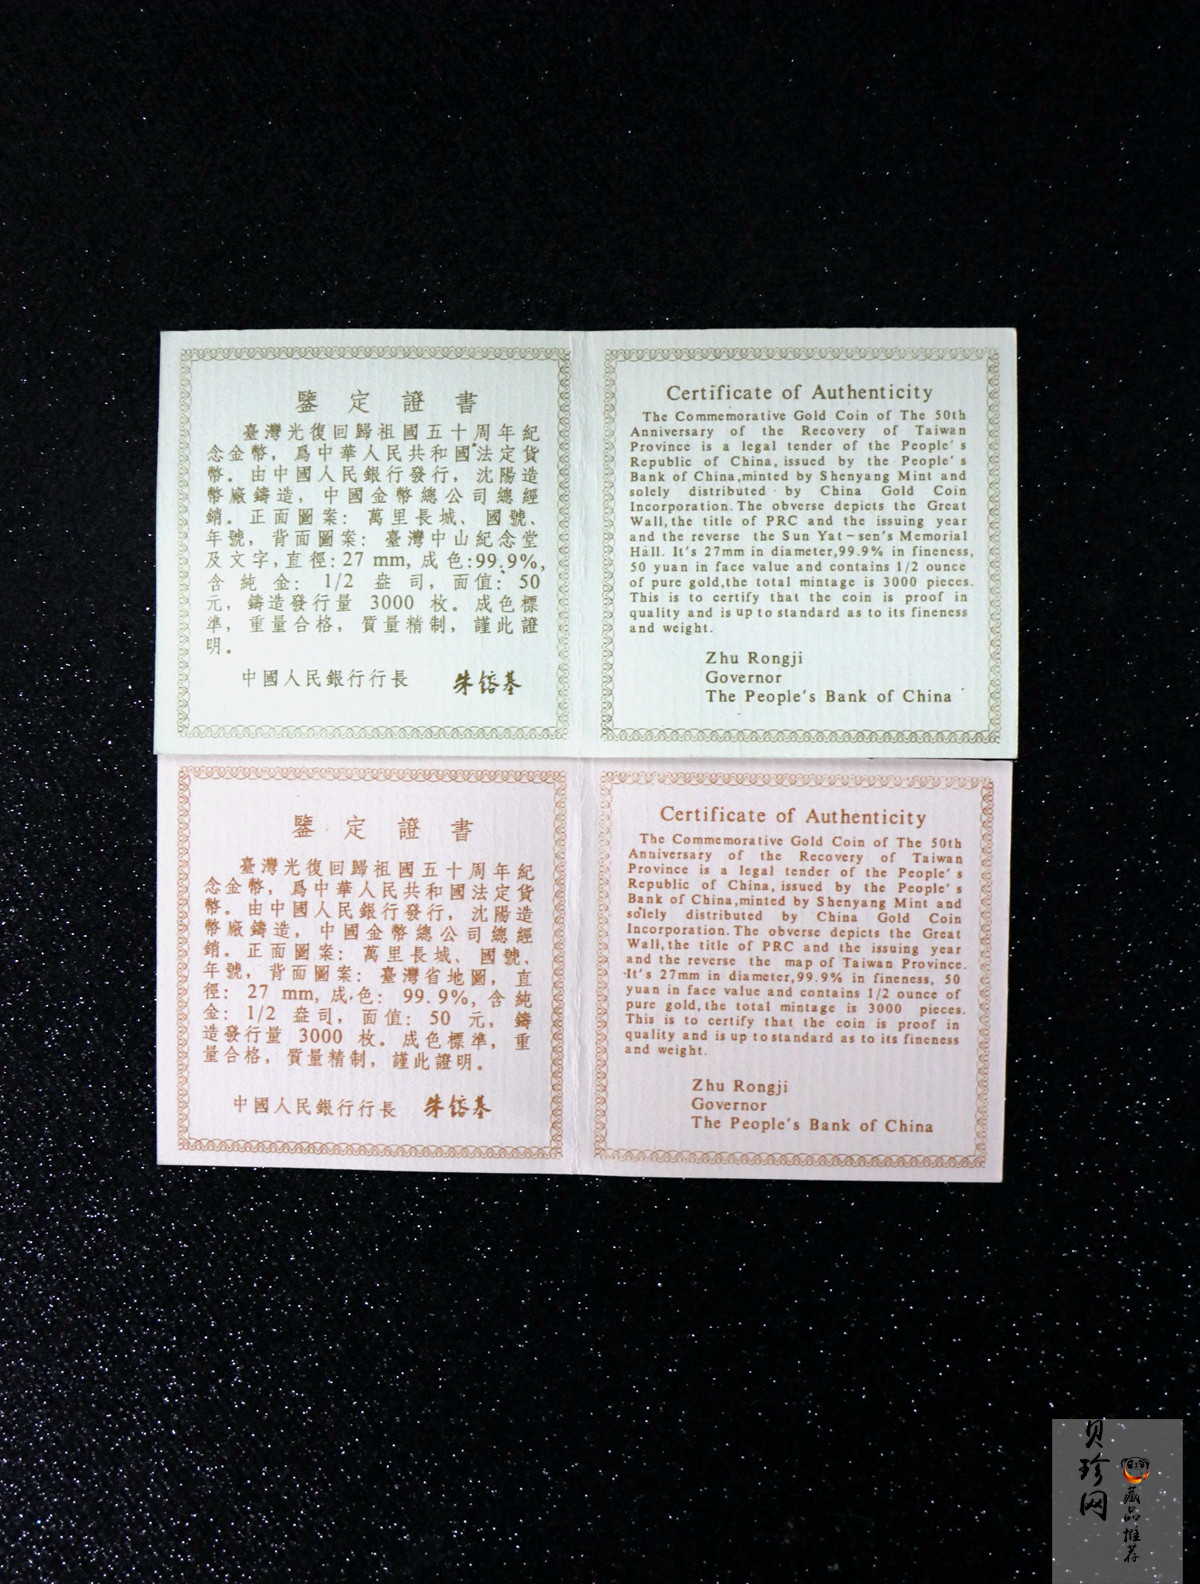 鑒定證書
臺灣光復回歸祖國五十周年紀
念金幣，爲中華人民共和國法定貨
幣。由中國人民銀行發行，沈陽造
幣廠鑄造，中國金幣總公司總經
銷。正面圖案：萬里長城、國號、
年號，背面圖案：臺灣中山紀念堂
及文字，直徑：27 mm，成色：99.9%，
含純金：1/2 盎司，面值：50
元，鑄造發行量 3000 枚。成色標
準，重量合格，質量精制，謹此證
明。
中國人民銀行行長 朱鎔基
Certificate of Authenticity
The Commemorative Gold Coin of The 50th
Anniversary of the Recovery of Taiwan
Province is a legal tender of the People's
Republic of China, issued by the People's
Bank of China,minted by Shenyang Mint and
solely distributed by China Gold Coin
Incorporation. The obverse depicts the Great
Wall, the title of PRC and the issuing year
and the reverse the Sun Yat-sen's Memorial
Hall. It's 27mm in diameter,99.9% in fineness,
50 yuan in face value and contains 1/2 ounce
of pure gold,the total mintage is 3000 pieces.
This is to certify that the coin is proof in
quality and is up to standard as to its fineness
and weight.
Zhu Rongji
Governor
The People's Bank of China
鑒定證書
臺灣光復回歸祖國五十周年紀
念金幣，爲中華人民共和國法定貨
幣。由中國人民銀行發行，沈陽造
幣廠鑄造，中國金幣總公司總經
銷。正面圖案：萬里長城、國號、
年號，背面圖案：臺灣省地圖，直
徑：27 mm，成色：99.9%，含純
金：1/2 盎司，面值：50 元，鑄
造發行量 3000 枚。成色標準，重
量合格，質量精制，謹此證明。
中國人民銀行行長 朱鎔基
Certificate of Authenticity
The Commemorative Gold Coin of The 50th
Anniversary of the Recovery of Taiwan
Province is a legal tender of the People's
Republic of China, issued by the People's
Bank of China,minted by Shenyang Mint and
solely distributed by China Gold Coin
Incorporation. The obverse depicts the Great
Wall, the title of PRC and the issuing year
and the reverse the map of Taiwan Province.
It's 27mm in diameter,99.9% in fineness, 50
yuan in face value and contains 1/2 ounce of
pure gold, the total mintage is 3000 pieces.
This is to certify that the coin is proof in
quality and is up to standard as to its fineness
and weight.
Zhu Rongji
Governor
The People's Bank of China
贝珍网
藏品推荐